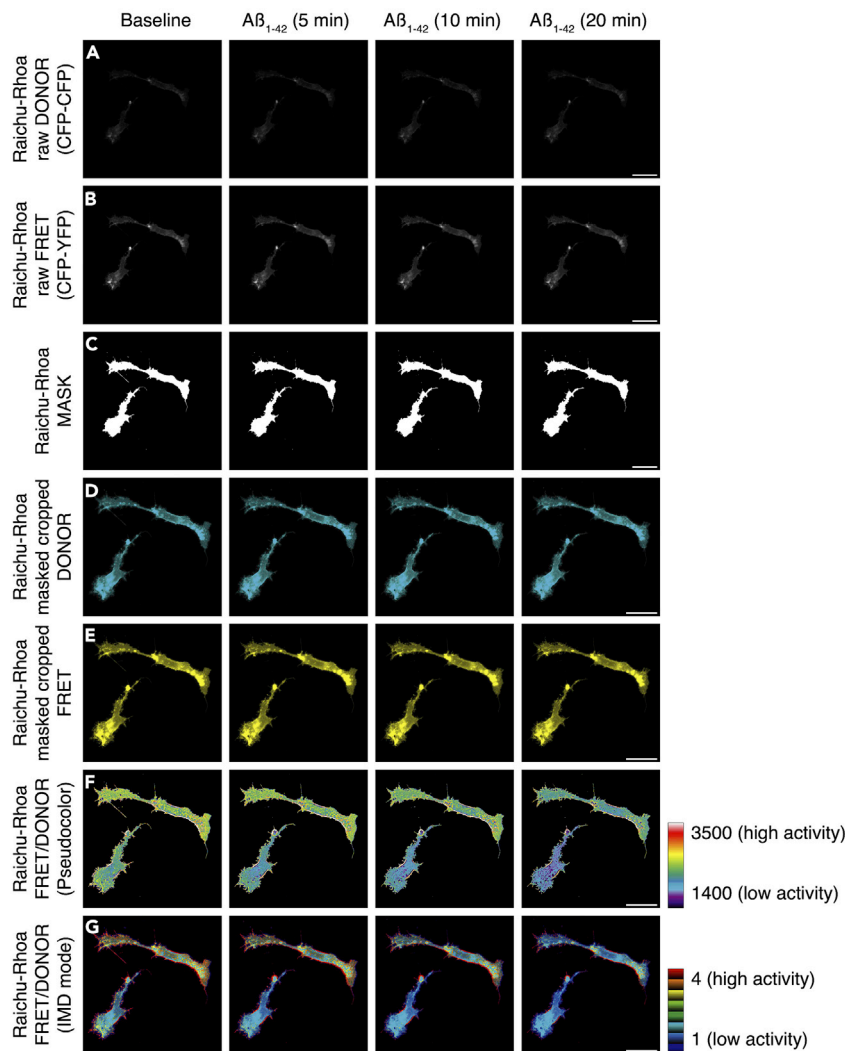 Baseline
Aß1-42 (5 min)
Aß1-42 (10 min)
Aß1-42 (20 min)
A
Raichu-Rhoa
raw DONOR
(CFP-CFP)
B
Raichu-Rhoa
raw FRET
(CFP-YFP)
C
Raichu-Rhoa
MASK
D
Raichu-Rhoa
masked cropped
DONOR
E
Raichu-Rhoa
masked cropped
FRET
F
Raichu-Rhoa
FRET/DONOR
(Pseudocolor)
3500 (high activity)
1400 (low activity)
G
Raichu-Rhoa
FRET/DONOR
(IMD mode)
4 (high activity)
1 (low activity)